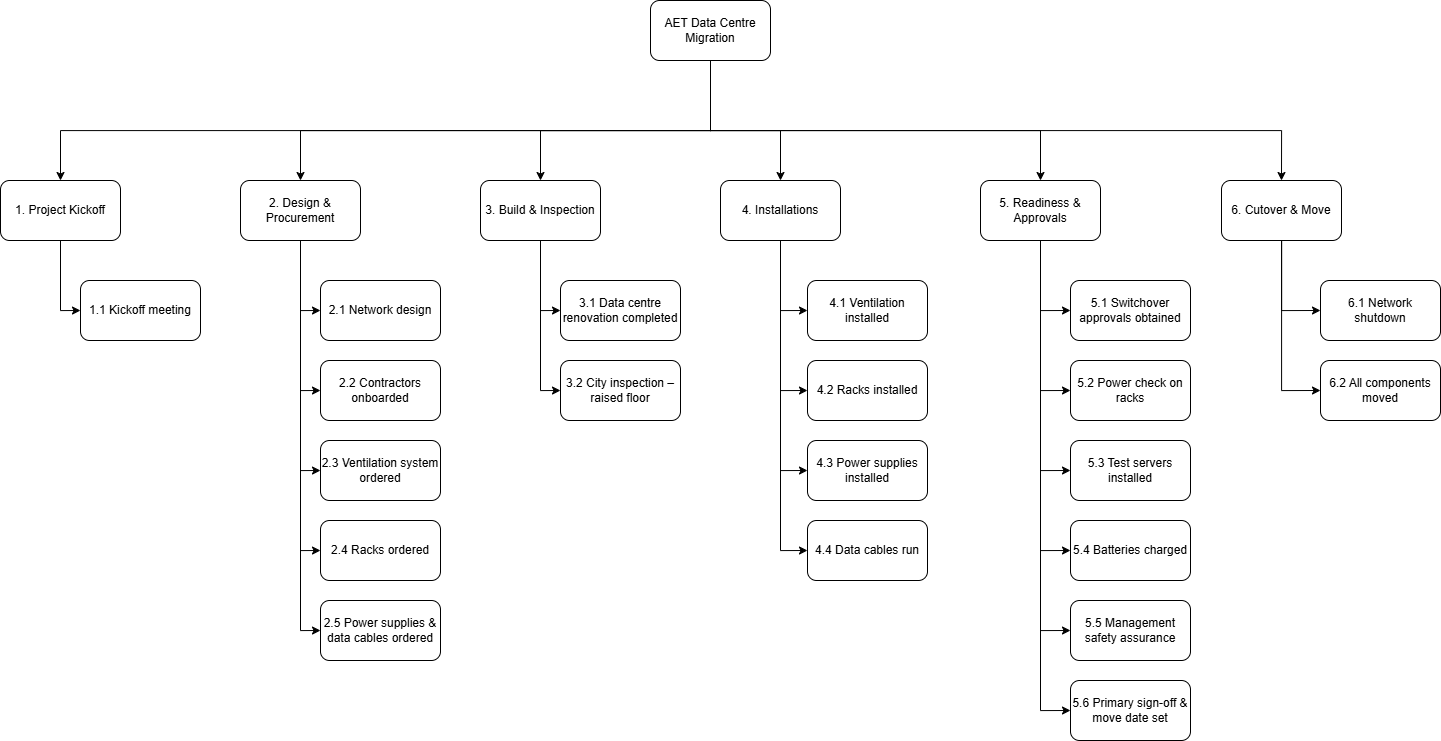 AET Data Centre
Migration
1. Project Kickoff
2. Design &
Procurement
3. Build & Inspection
4. Installations
5. Readiness &
Approvals
6. Cutover & Move
1.1 Kickoff meeting
2.1 Network design
2.2 Contractors
onboarded
2.3 Ventilation system
ordered
2.4 Racks ordered
2.5 Power supplies &
data cables ordered
3.1 Data centre
renovation completed
3.2 City inspection –
raised floor
4.1 Ventilation
installed
4.2 Racks installed
4.3 Power supplies
installed
4.4 Data cables run
5.1 Switchover
approvals obtained
5.2 Power check on
racks
5.3 Test servers
installed
5.4 Batteries charged
5.5 Management
safety assurance
5.6 Primary sign-off &
move date set
6.1 Network
shutdown
6.2 All components
moved